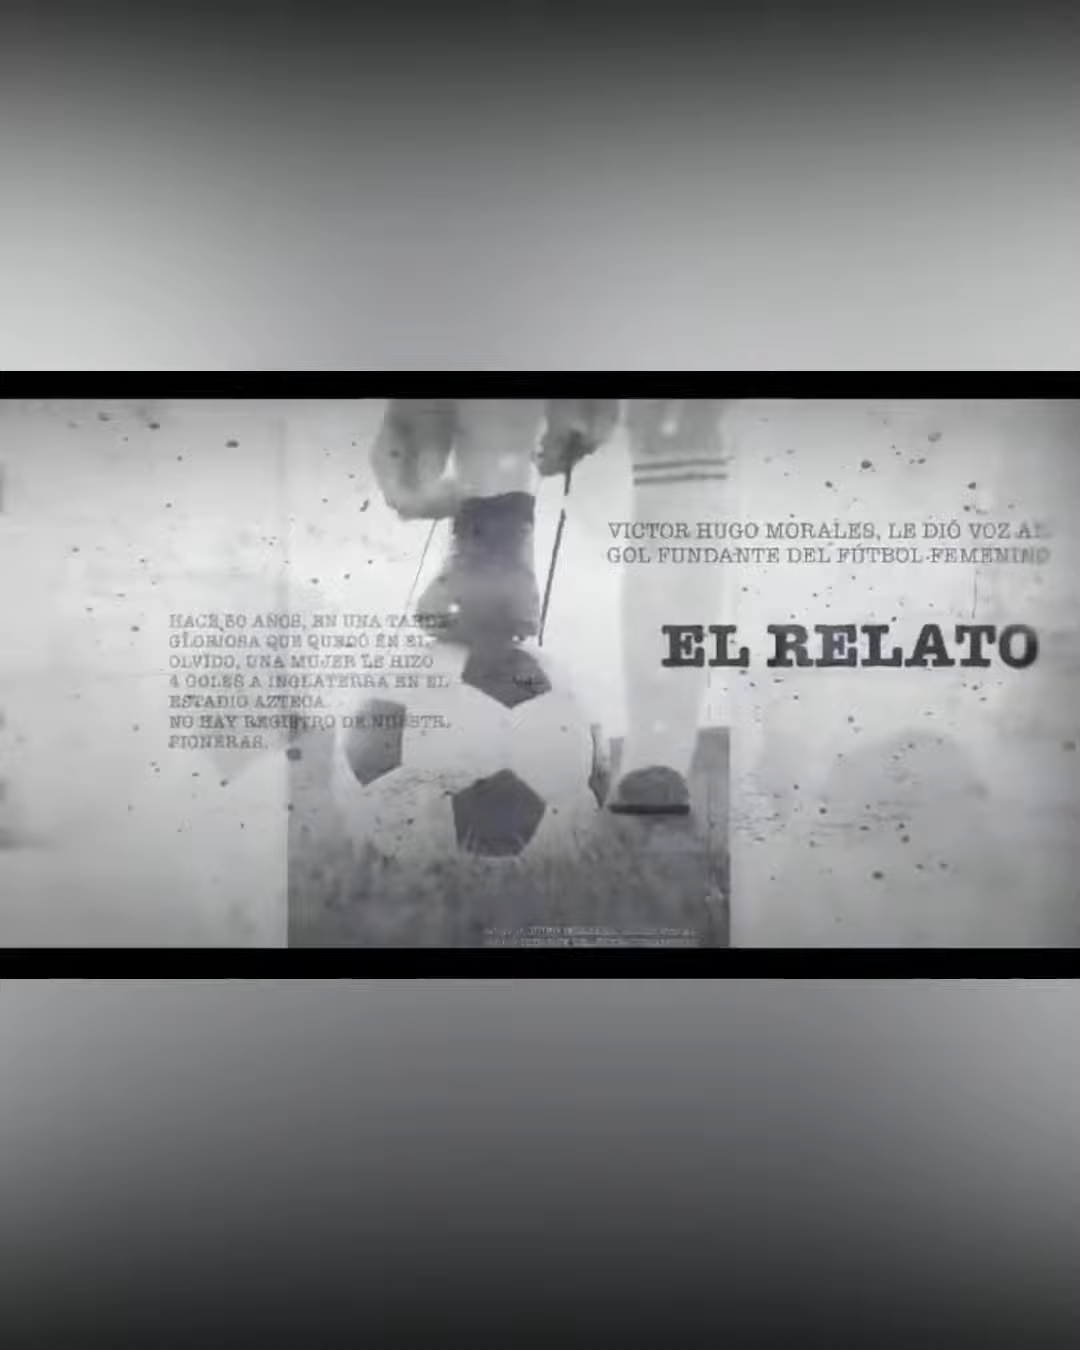 HACE 50 AÑOS, EN UNA TARDE
GLORIOSA QUE QUEDÓ EN EL
OLVIDO, UNA MUJER LE HIZO
4 GOLES A INGLATERRA EN EL
ESTADIO AZTECA.
NO HAY REGISTRO DE NUESTR.
PIONERAS.
VICTOR HUGO MORALES, LE DIÓ VOZ AL
GOL FUNDANTE DEL FÚTBOL FEMENINO
EL RELATO